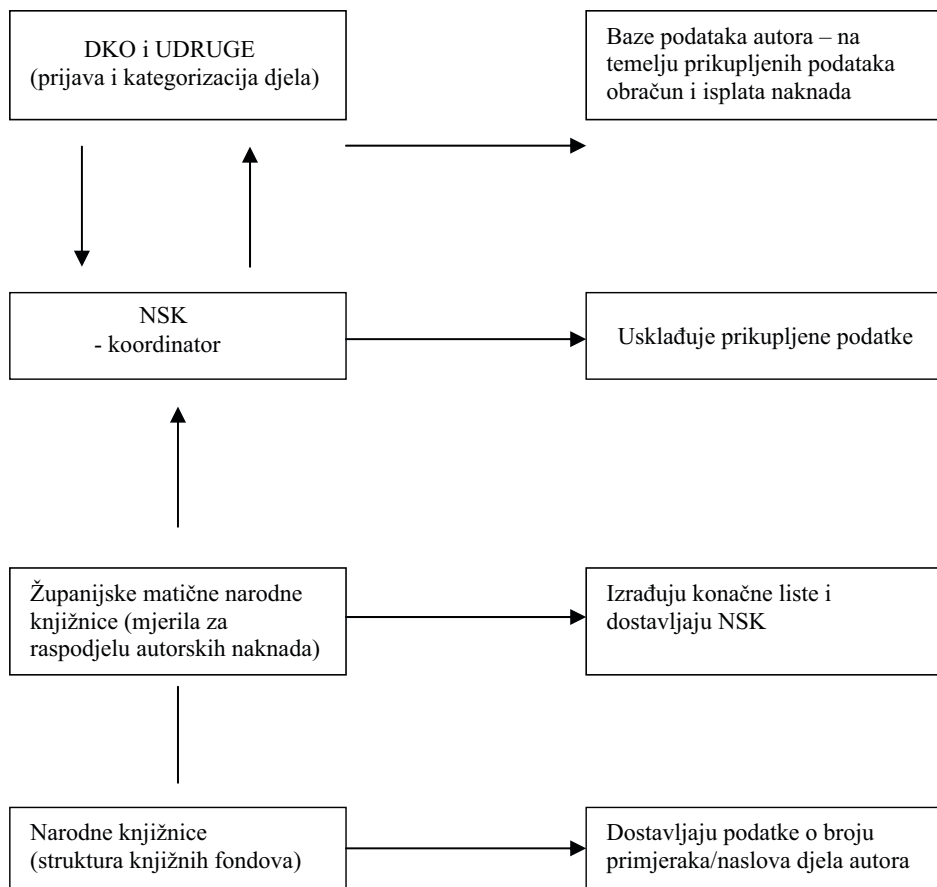 DKO i UDRUGE
(prijava i kategorizacija djela)
Baze podataka autora – na
temelju prikupljenih podataka
obračun i isplata naknada
NSK
- koordinator
Usklađuje prikupljene podatke
Županijske matične narodne
knjižnice (mjerila za
raspodjelu autorskih naknada)
Izrađuju konačne liste i
dostavljaju NSK
Narodne knjižnice
(struktura knjižnih fondova)
Dostavljaju podatke o broju
primjeraka/naslova djela autora